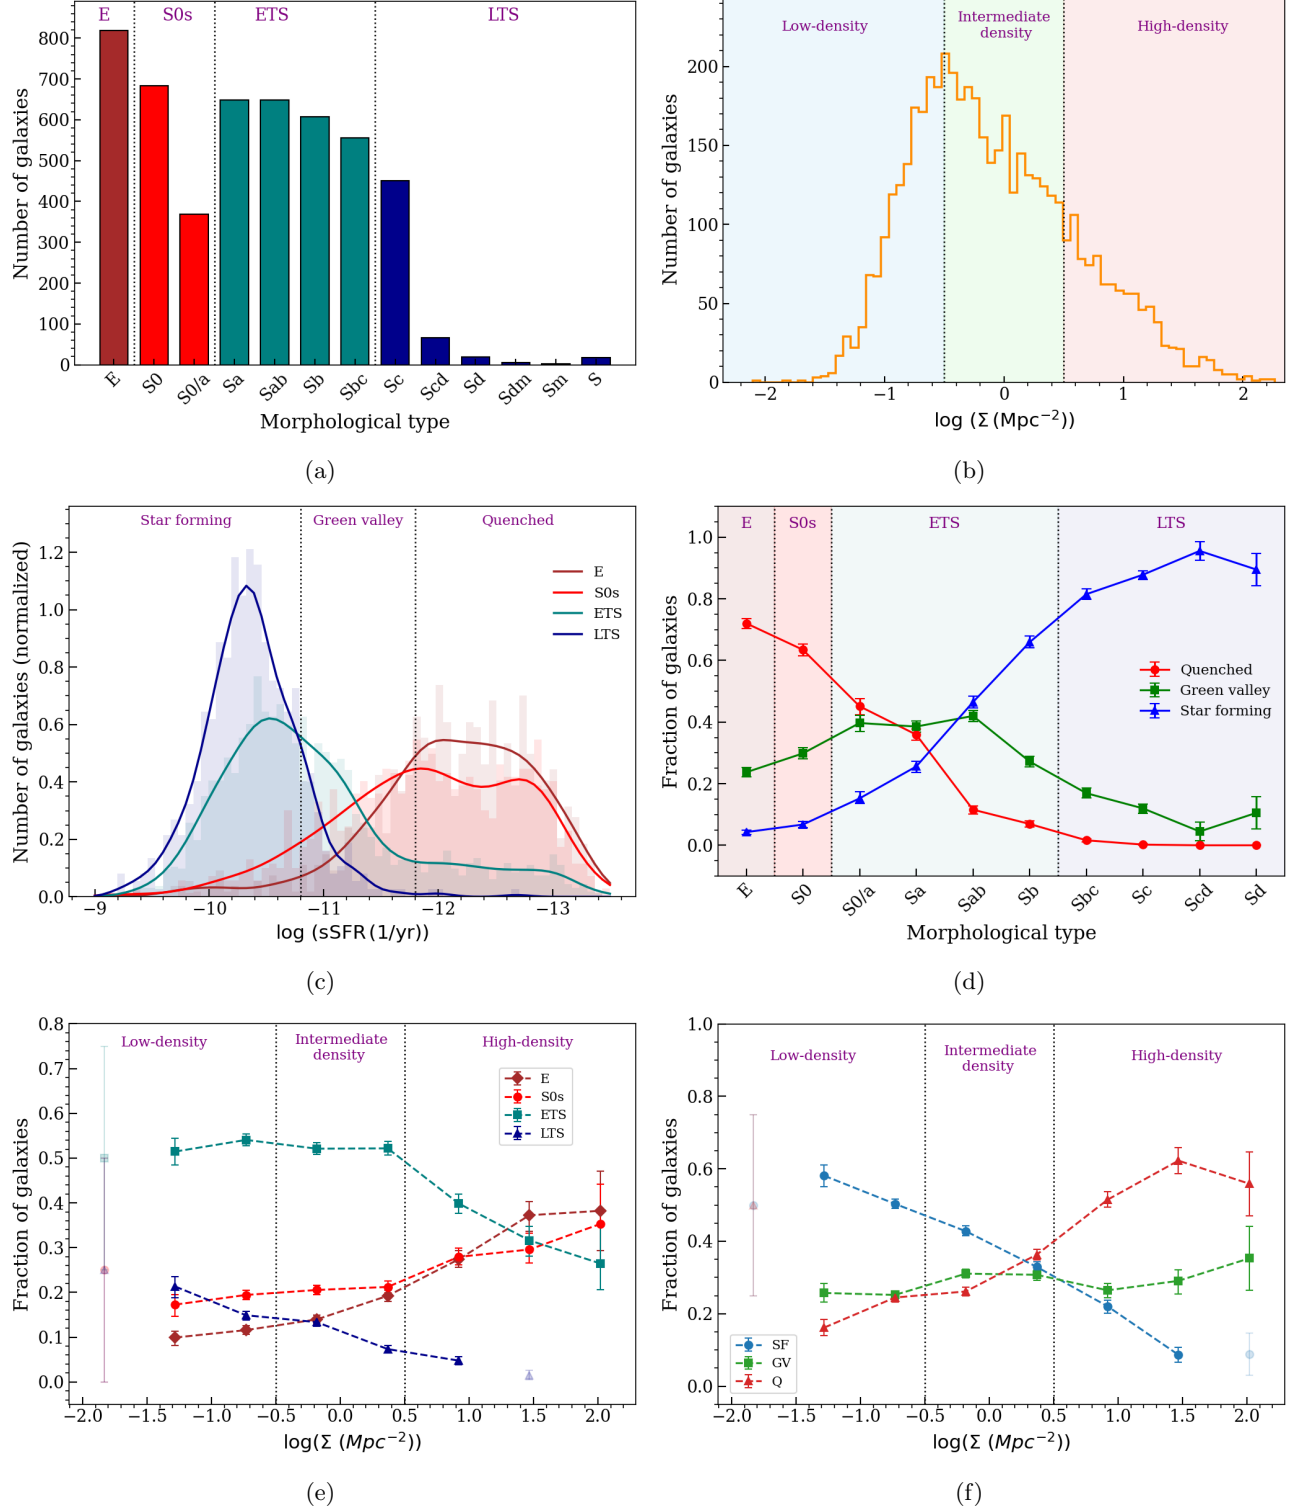 E S0s ETS LTS
Number of galaxies
800
700
600
500
400
300
200
100
0
E S0 S0/a Sa Sab Sb Sbc Sc Scd Sd Sdm Sm S
Morphological type
(a)
Low-density Intermediate High-density
density
Number of galaxies
200
150
100
50
0
−2 −1 0 1 2
log (Σ (Mpc⁻²))
(b)
Star forming Green valley Quenched
Number of galaxies (normalized)
1.2
1.0
0.8
0.6
0.4
0.2
0.0
E
S0s
ETS
LTS
−9 −10 −11 −12 −13
log (sSFR (1/yr))
(c)
E S0s ETS LTS
Fraction of galaxies
1.0
0.8
0.6
0.4
0.2
0.0
Quenched
Green valley
Star forming
E S0 S0/a Sa Sab Sb Sbc Sc Scd Sd
Morphological type
(d)
Low-density Intermediate High-density
density
Fraction of galaxies
0.8
0.7
0.6
0.5
0.4
0.3
0.2
0.1
0.0
E
S0s
ETS
LTS
−2.0 −1.5 −1.0 −0.5 0.0 0.5 1.0 1.5 2.0
log(Σ (Mpc⁻²))
(e)
Low-density Intermediate High-density
density
Fraction of galaxies
1.0
0.8
0.6
0.4
0.2
0.0
SF
GV
Q
−2.0 −1.5 −1.0 −0.5 0.0 0.5 1.0 1.5 2.0
log(Σ (Mpc⁻²))
(f)